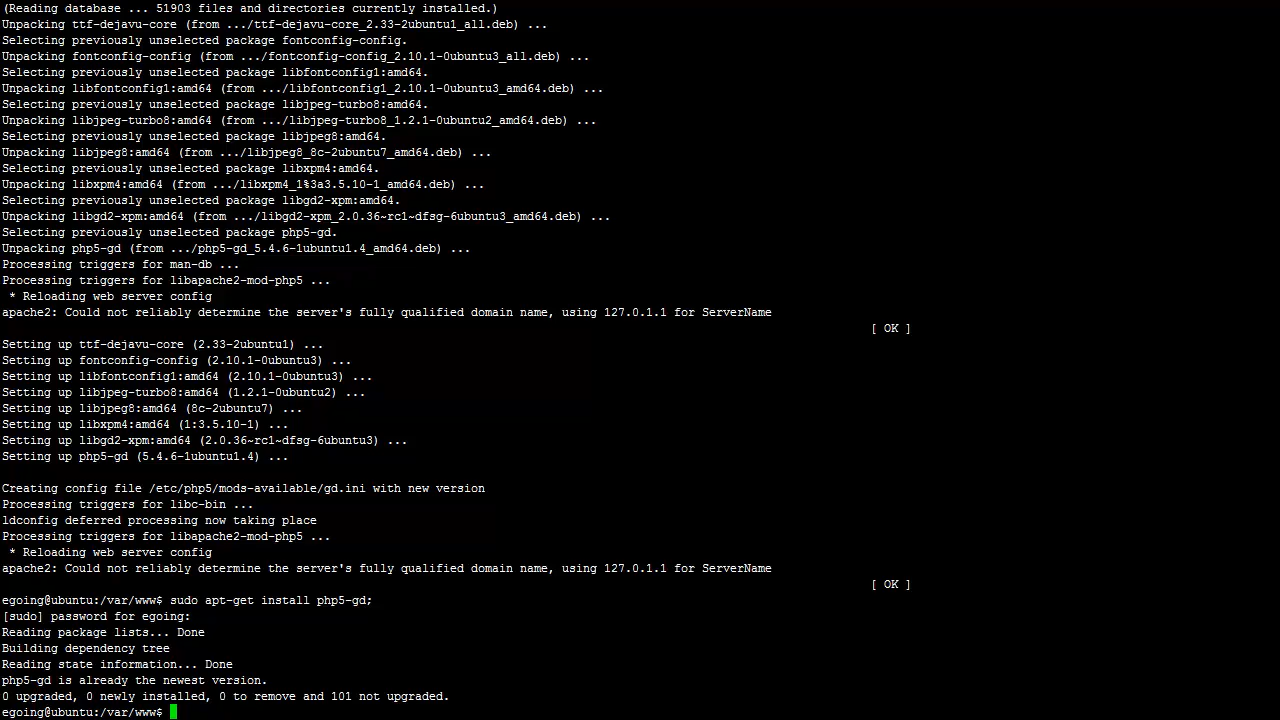 (Reading database ... 51903 files and directories currently installed.)
Unpacking ttf-dejavu-core (from .../ttf-dejavu-core_2.33-2ubuntu1_all.deb) ...
Selecting previously unselected package fontconfig-config.
Unpacking fontconfig-config (from .../fontconfig-config_2.10.1-0ubuntu3_all.deb) ...
Selecting previously unselected package libfontconfig1:amd64.
Unpacking libfontconfig1:amd64 (from .../libfontconfig1_2.10.1-0ubuntu3_amd64.deb) ...
Selecting previously unselected package libjpeg-turbo8:amd64.
Unpacking libjpeg-turbo8:amd64 (from .../libjpeg-turbo8_1.2.1-0ubuntu2_amd64.deb) ...
Selecting previously unselected package libjpeg8:amd64.
Unpacking libjpeg8:amd64 (from .../libjpeg8_8c-2ubuntu7_amd64.deb) ...
Selecting previously unselected package libxpm4:amd64.
Unpacking libxpm4:amd64 (from .../libxpm4_1%3a3.5.10-1_amd64.deb) ...
Selecting previously unselected package libgd2-xpm:amd64.
Unpacking libgd2-xpm:amd64 (from .../libgd2-xpm_2.0.36~rc1~dfsg-6ubuntu3_amd64.deb) ...
Selecting previously unselected package php5-gd.
Unpacking php5-gd (from .../php5-gd_5.4.6-1ubuntu1.4_amd64.deb) ...
Processing triggers for man-db ...
Processing triggers for libapache2-mod-php5 ...
 * Reloading web server config
apache2: Could not reliably determine the server's fully qualified domain name, using 127.0.1.1 for ServerName
[ OK ]
Setting up ttf-dejavu-core (2.33-2ubuntu1) ...
Setting up fontconfig-config (2.10.1-0ubuntu3) ...
Setting up libfontconfig1:amd64 (2.10.1-0ubuntu3) ...
Setting up libjpeg-turbo8:amd64 (1.2.1-0ubuntu2) ...
Setting up libjpeg8:amd64 (8c-2ubuntu7) ...
Setting up libxpm4:amd64 (1:3.5.10-1) ...
Setting up libgd2-xpm:amd64 (2.0.36~rc1~dfsg-6ubuntu3) ...
Setting up php5-gd (5.4.6-1ubuntu1.4) ...

Creating config file /etc/php5/mods-available/gd.ini with new version
Processing triggers for libc-bin ...
ldconfig deferred processing now taking place
Processing triggers for libapache2-mod-php5 ...
 * Reloading web server config
apache2: Could not reliably determine the server's fully qualified domain name, using 127.0.1.1 for ServerName
[ OK ]
egoing@ubuntu:/var/www$ sudo apt-get install php5-gd;
[sudo] password for egoing:
Reading package lists... Done
Building dependency tree
Reading state information... Done
php5-gd is already the newest version.
0 upgraded, 0 newly installed, 0 to remove and 101 not upgraded.
egoing@ubuntu:/var/www$